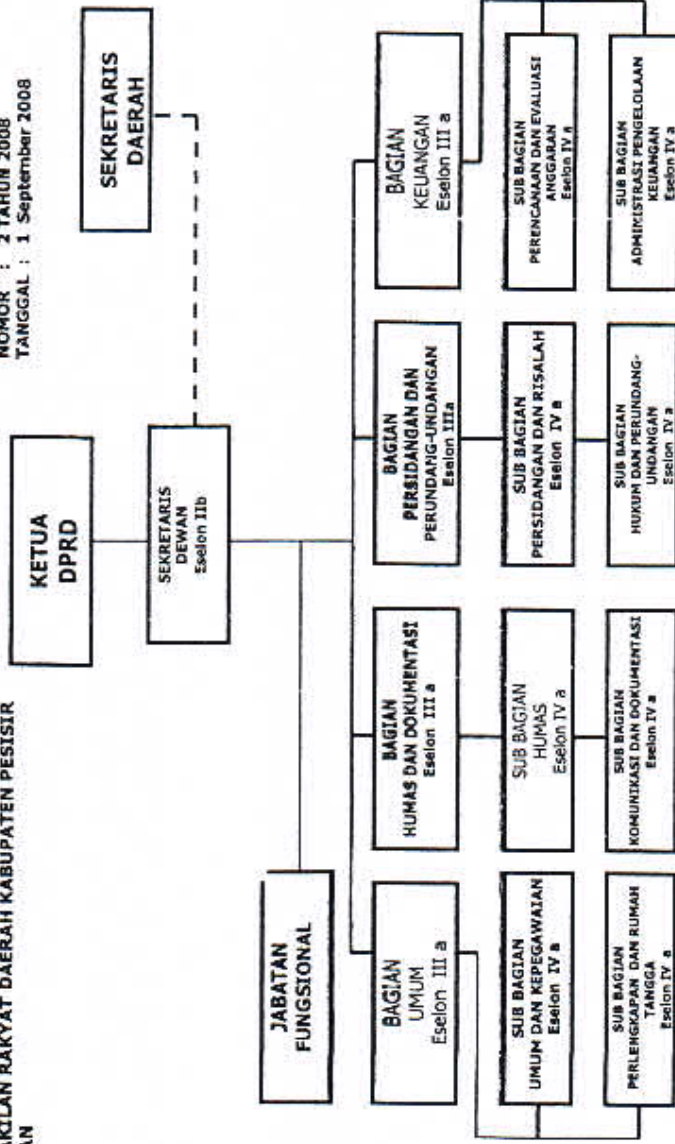 NOMOR : 2 TAHUN 2008
TANGGAL : 1 September 2008
RAKYAT DAERAH KABUPATEN PESISIR
KETUA
DPRD
SEKRETARIS
DAERAH
SEKRETARIS
DEWAN
Eselon IIb
JABATAN
FUNGSIONAL
BAGIAN
UMUM
Eselon III a
BAGIAN
HUMAS DAN DOKUMENTASI
Eselon III a
BAGIAN
PERSIDANGAN DAN
PERUNDANG-UNDANGAN
Eselon IIIa
BAGIAN
KEUANGAN
Eselon III a
SUB BAGIAN
UMUM DAN KEPEGAWAIAN
Eselon IV a
SUB BAGIAN
HUMAS
Eselon IV a
SUB BAGIAN
PERSIDANGAN DAN RISALAH
Eselon IV a
SUB BAGIAN
PERENCANAAN DAN EVALUASI
ANGGARAN
Eselon IV a
SUB BAGIAN
PERLENGKAPAN DAN RUMAH
TANGGA
Eselon IV a
SUB BAGIAN
KOMUNIKASI DAN DOKUMENTASI
Eselon IV a
SUB BAGIAN
HUKUM DAN PERUNDANG-
UNDANGAN
Eselon IV a
SUB BAGIAN
ADMINISTRASI PENGELOLAAN
KEUANGAN
Eselon IV a